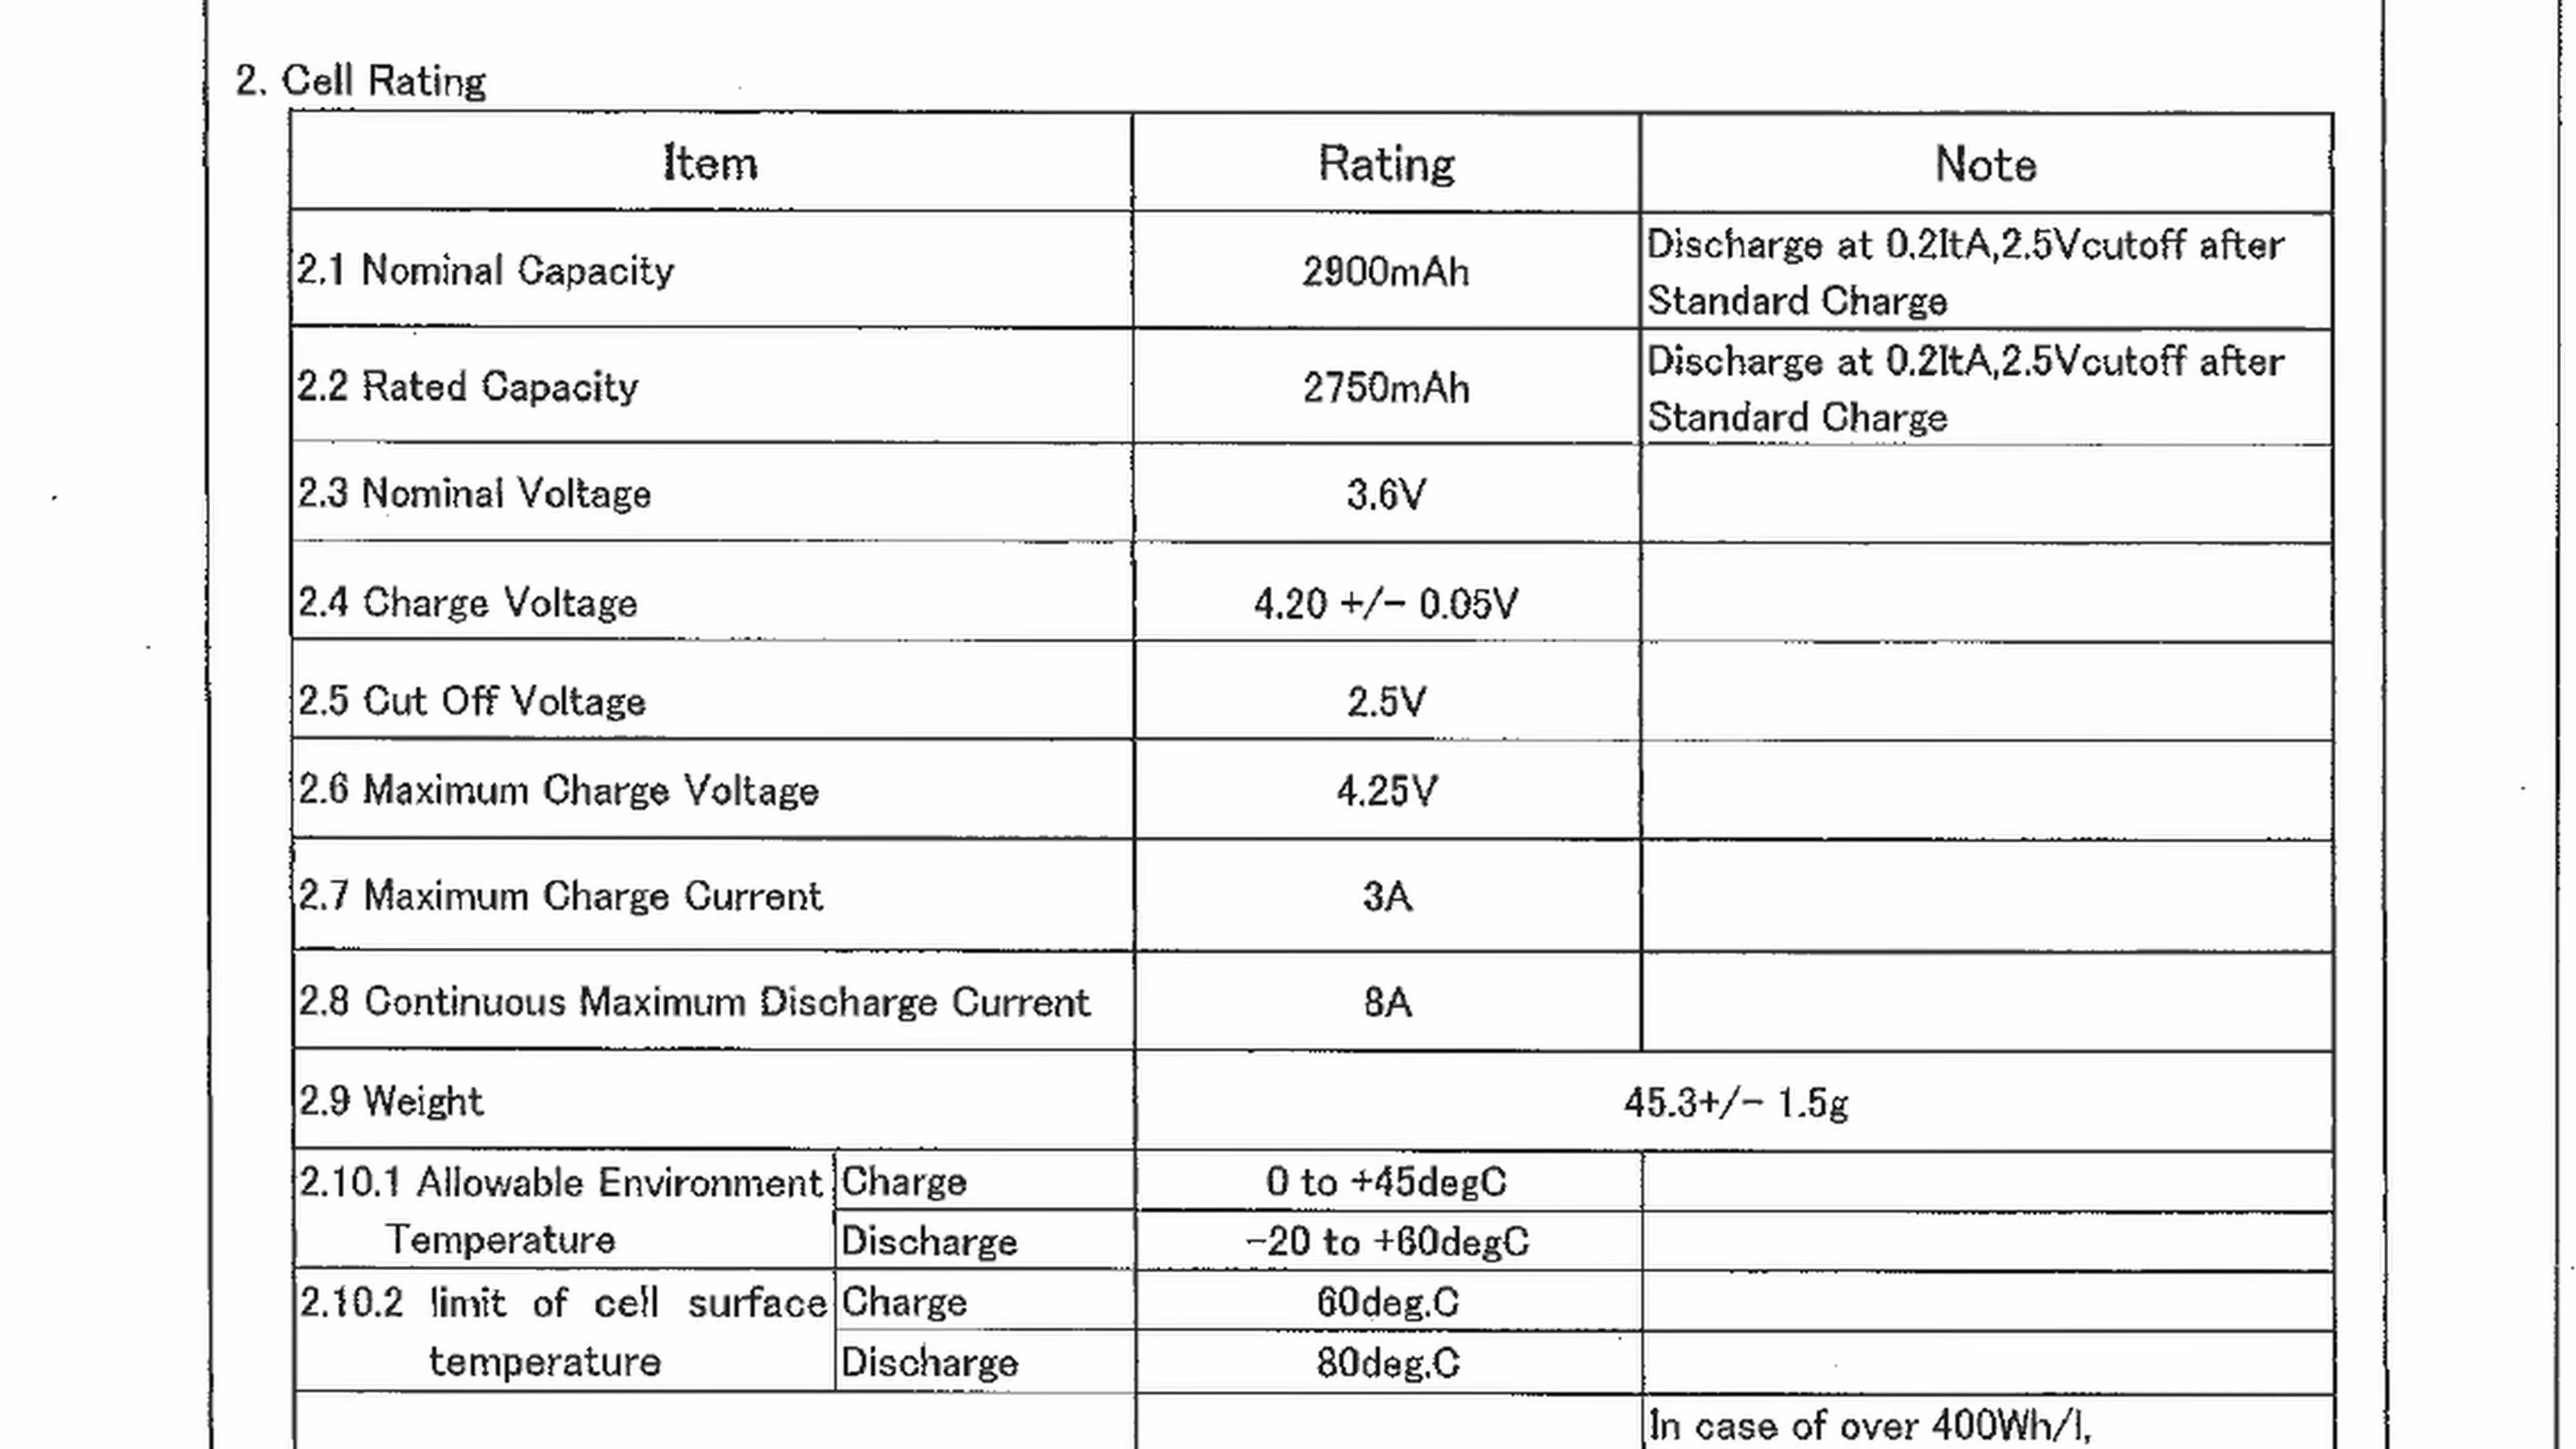 2. Cell Rating
Item Rating Note
2.1 Nominal Capacity 2900mAh Discharge at 0.2ItA,2.5Vcutoff after
Standard Charge
2.2 Rated Capacity 2750mAh Discharge at 0.2ItA,2.5Vcutoff after
Standard Charge
2.3 Nominal Voltage 3.6V
2.4 Charge Voltage 4.20 +/- 0.05V
2.5 Cut Off Voltage 2.5V
2.6 Maximum Charge Voltage 4.25V
2.7 Maximum Charge Current 3A
2.8 Continuous Maximum Discharge Current 8A
2.9 Weight 45.3+/- 1.5g
2.10.1 Allowable Environment Charge 0 to +45degC
Temperature Discharge -20 to +60degC
2.10.2 limit of cell surface Charge 60deg.C
temperature Discharge 80deg.C
In case of over 400Wh/l,